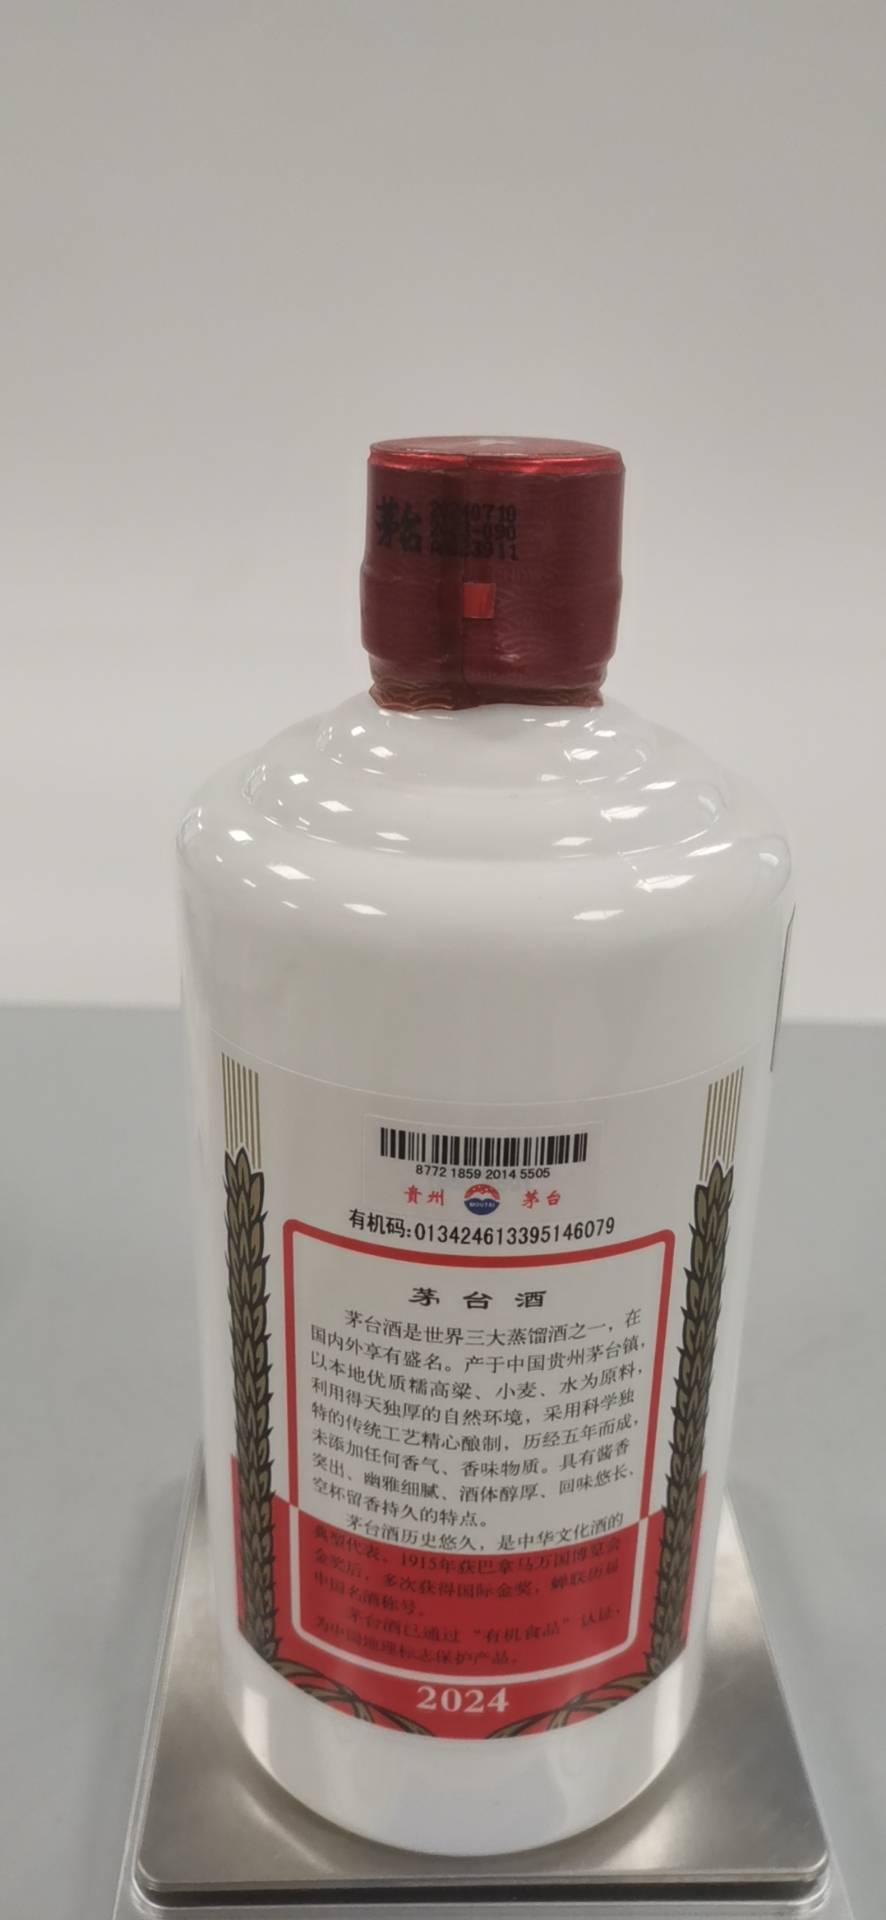 茅台
20240710
-090
3911
8772 1859 2014 5505
贵州 MOUTAI 茅台
有机码:013424613395146079
茅台酒
茅台酒是世界三大蒸馏酒之一，在
国内外享有盛名。产于中国贵州茅台镇，
以本地优质糯高粱、小麦、水为原料，
利用得天独厚的自然环境，采用科学独
特的传统工艺精心酿制，历经五年而成，
未添加任何香气、香味物质。具有酱香
突出、幽雅细腻、酒体醇厚、回味悠长、
空杯留香持久的特点。
茅台酒历史悠久，是中华文化酒的
典型代表，1915年获巴拿马万国博览会
金奖后，多次获得国际金奖，蝉联历届
中国名酒称号。
茅台酒已通过“有机食品”认证，
为中国地理标志保护产品。
2024